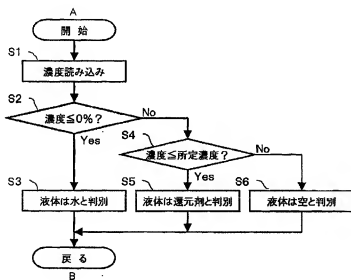 A
開始
S1
濃度読み込み
S2
濃度≦0%?
No
Yes
S4
濃度≦所定濃度?
No
Yes
S3
液体は水と判別
S5
液体は還元剤と判別
S6
液体は空と判別
戻る
B